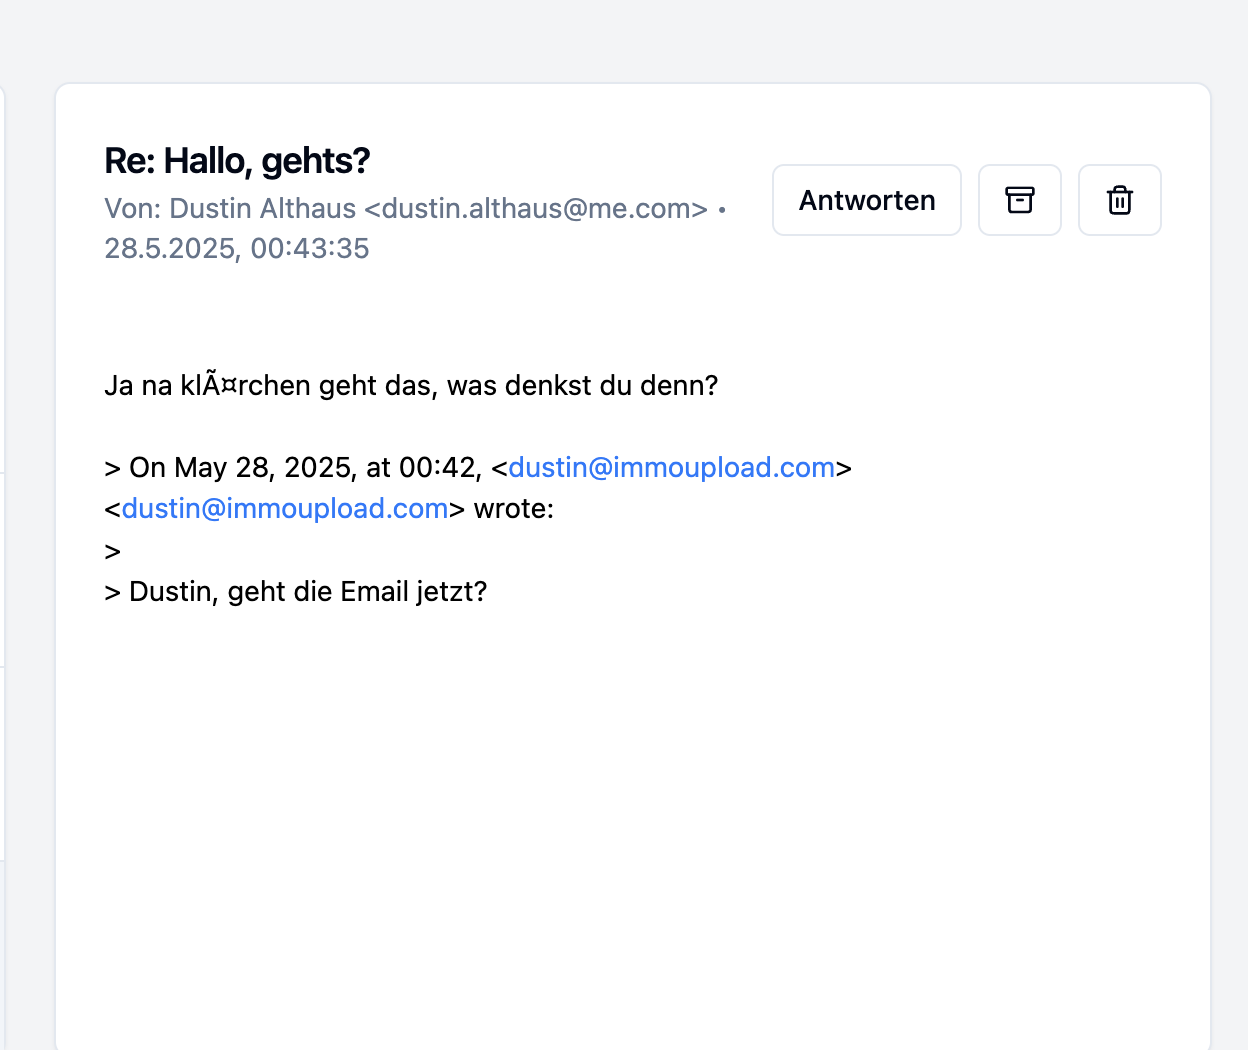 Re: Hallo, gehts?
Von: Dustin Althaus <dustin.althaus@me.com> •
28.5.2025, 00:43:35
Antworten
Ja na klÃ¤rchen geht das, was denkst du denn?
> On May 28, 2025, at 00:42, <dustin@immoupload.com>
<dustin@immoupload.com> wrote:
>
> Dustin, geht die Email jetzt?